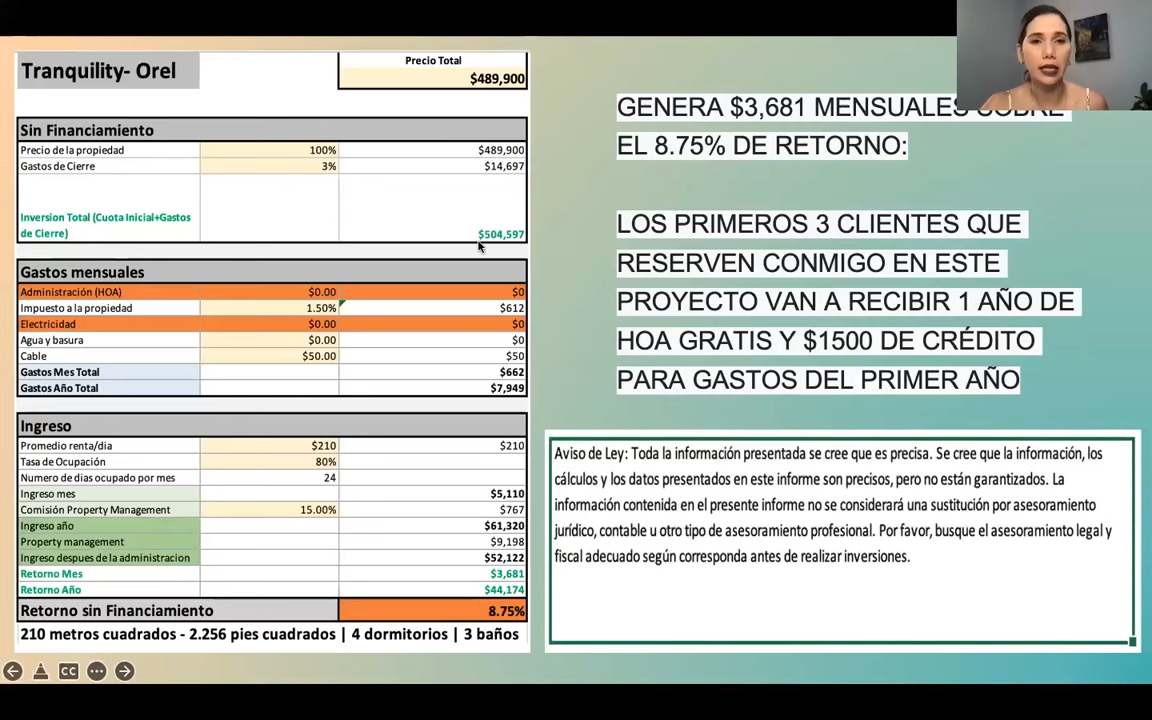 Tranquility- Orel
Precio Total
$489,900
Sin Financiamiento
Precio de la propiedad 100% $489,900
Gastos de Cierre 3% $14,697
Inversion Total (Cuota Inicial+Gastos
de Cierre) $504,597
Gastos mensuales
Administración (HOA) $0.00 $0
Impuesto a la propiedad 1.50% $612
Electricidad $0.00 $0
Agua y basura $0.00 $0
Cable $50.00 $50
Gastos Mes Total $662
Gastos Año Total $7,949
Ingreso
Promedio renta/dia $210 $210
Tasa de Ocupación 80%
Numero de dias ocupado por mes 24
Ingreso mes $5,110
Comisión Property Management 15.00% $767
Ingreso año $61,320
Property management $9,198
Ingreso despues de la administracion $52,122
Retorno Mes $3,681
Retorno Año $44,174
Retorno sin Financiamiento 8.75%
210 metros cuadrados - 2.256 pies cuadrados | 4 dormitorios | 3 baños
GENERA $3,681 MENSUALES SOBRE
EL 8.75% DE RETORNO:
LOS PRIMEROS 3 CLIENTES QUE
RESERVEN CONMIGO EN ESTE
PROYECTO VAN A RECIBIR 1 AÑO DE
HOA GRATIS Y $1500 DE CRÉDITO
PARA GASTOS DEL PRIMER AÑO
Aviso de Ley: Toda la información presentada se cree que es precisa. Se cree que la información, los
cálculos y los datos presentados en este informe son precisos, pero no están garantizados. La
información contenida en el presente informe no se considerará una sustitución por asesoramiento
jurídico, contable u otro tipo de asesoramiento profesional. Por favor, busque el asesoramiento legal y
fiscal adecuado según corresponda antes de realizar inversiones.
CC